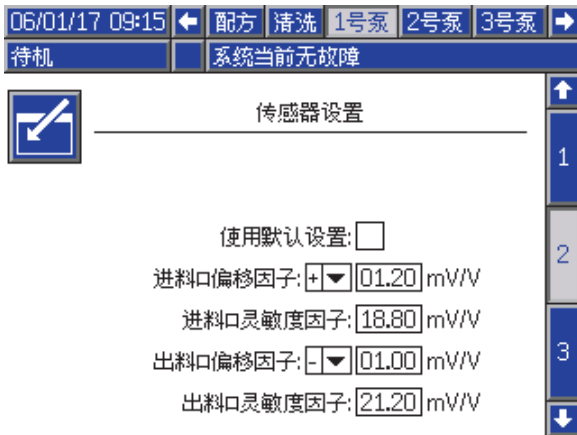 06/01/17 09:15 配方 清洗 1号泵 2号泵 3号泵
待机 系统当前无故障
传感器设置
1
使用默认设置:
2
进料口偏移因子: + 01.20 mV/V
进料口灵敏度因子: 18.80 mV/V
出料口偏移因子: - 01.00 mV/V
3
出料口灵敏度因子: 21.20 mV/V